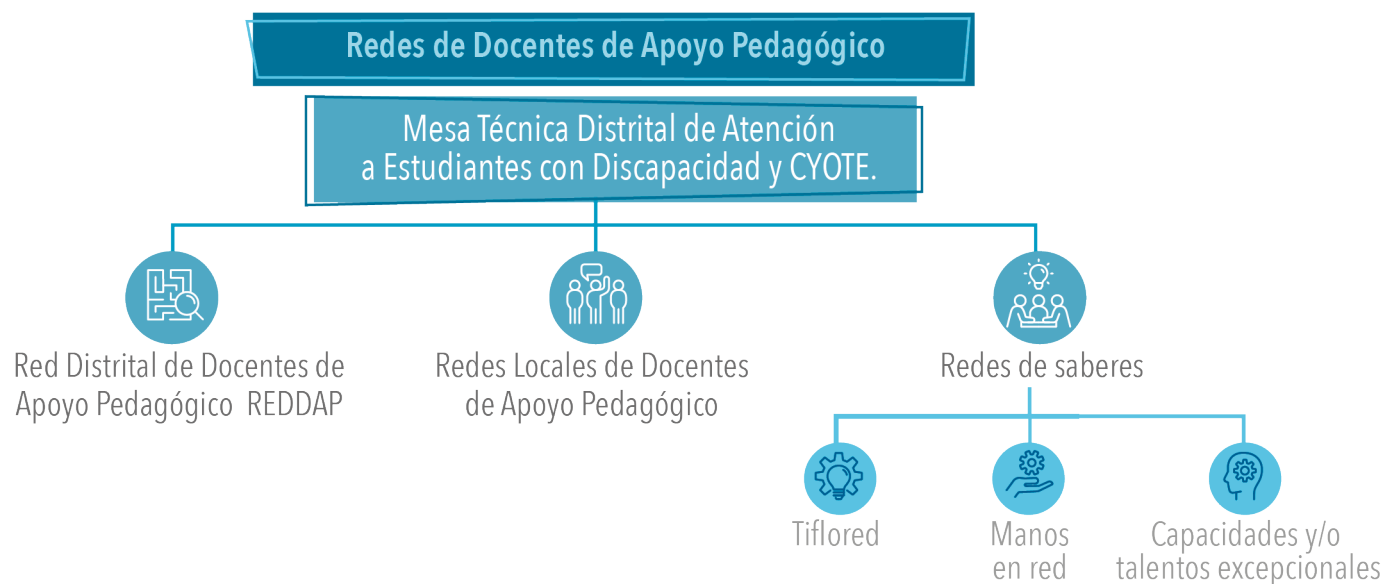 Redes de Docentes de Apoyo Pedagógico
Mesa Técnica Distrital de Atención
a Estudiantes con Discapacidad y CYOTE.
Red Distrital de Docentes de
Apoyo Pedagógico REDDAP
Redes Locales de Docentes
de Apoyo Pedagógico
Redes de saberes
Tiflored
Manos
en red
Capacidades y/o
talentos excepcionales